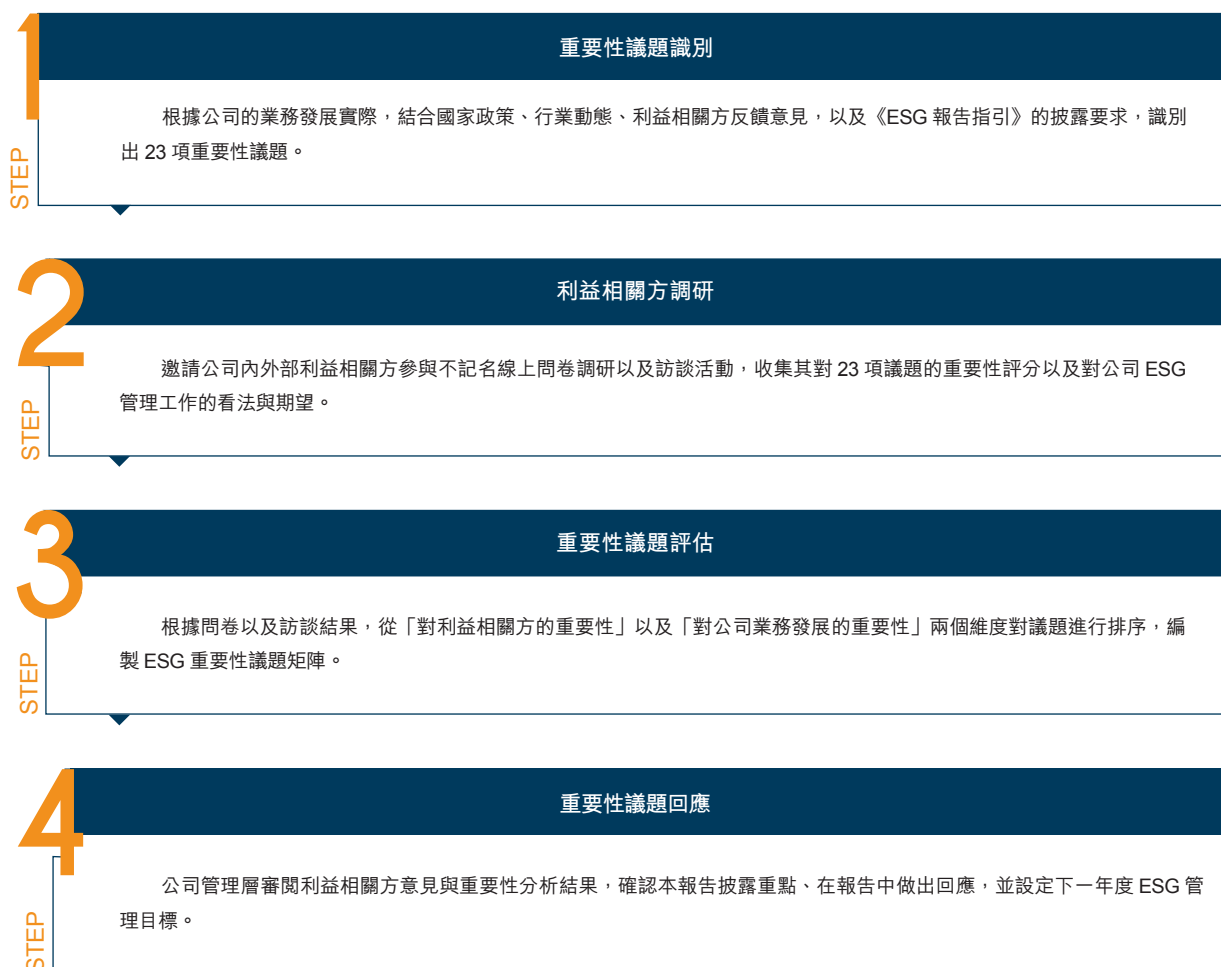 1
STEP
重要性議題識別
根據公司的業務發展實際，結合國家政策、行業動態、利益相關方反饋意見，以及《ESG 報告指引》的披露要求，識別
出 23 項重要性議題。
2
STEP
利益相關方調研
邀請公司內外部利益相關方參與不記名線上問卷調研以及訪談活動，收集其對 23 項議題的重要性評分以及對公司 ESG
管理工作的看法與期望。
3
STEP
重要性議題評估
根據問卷以及訪談結果，從「對利益相關方的重要性」以及「對公司業務發展的重要性」兩個維度對議題進行排序，編
製 ESG 重要性議題矩陣。
4
STEP
重要性議題回應
公司管理層審閱利益相關方意見與重要性分析結果，確認本報告披露重點、在報告中做出回應，並設定下一年度 ESG 管
理目標。